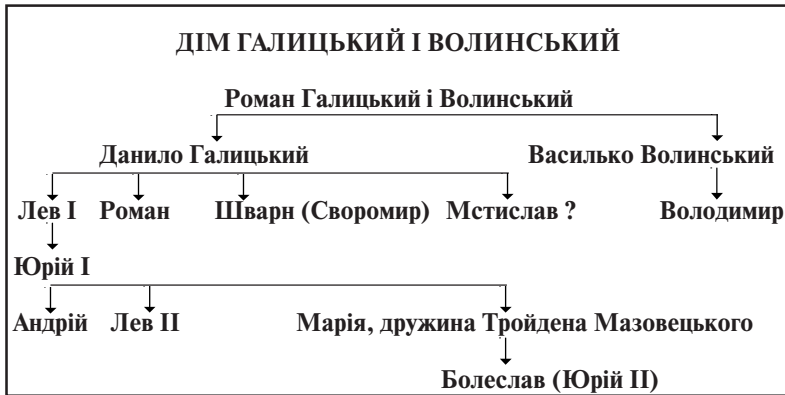 ДІМ ГАЛИЦЬКИЙ І ВОЛИНСЬКИЙ
Роман Галицький і Волинський
Данило Галицький Василько Волинський
Лев І Роман Шварн (Своромир) Мстислав ? Володимир
Юрій І
Андрій Лев ІІ Марія, дружина Тройдена Мазовецького
Болеслав (Юрій ІІ)